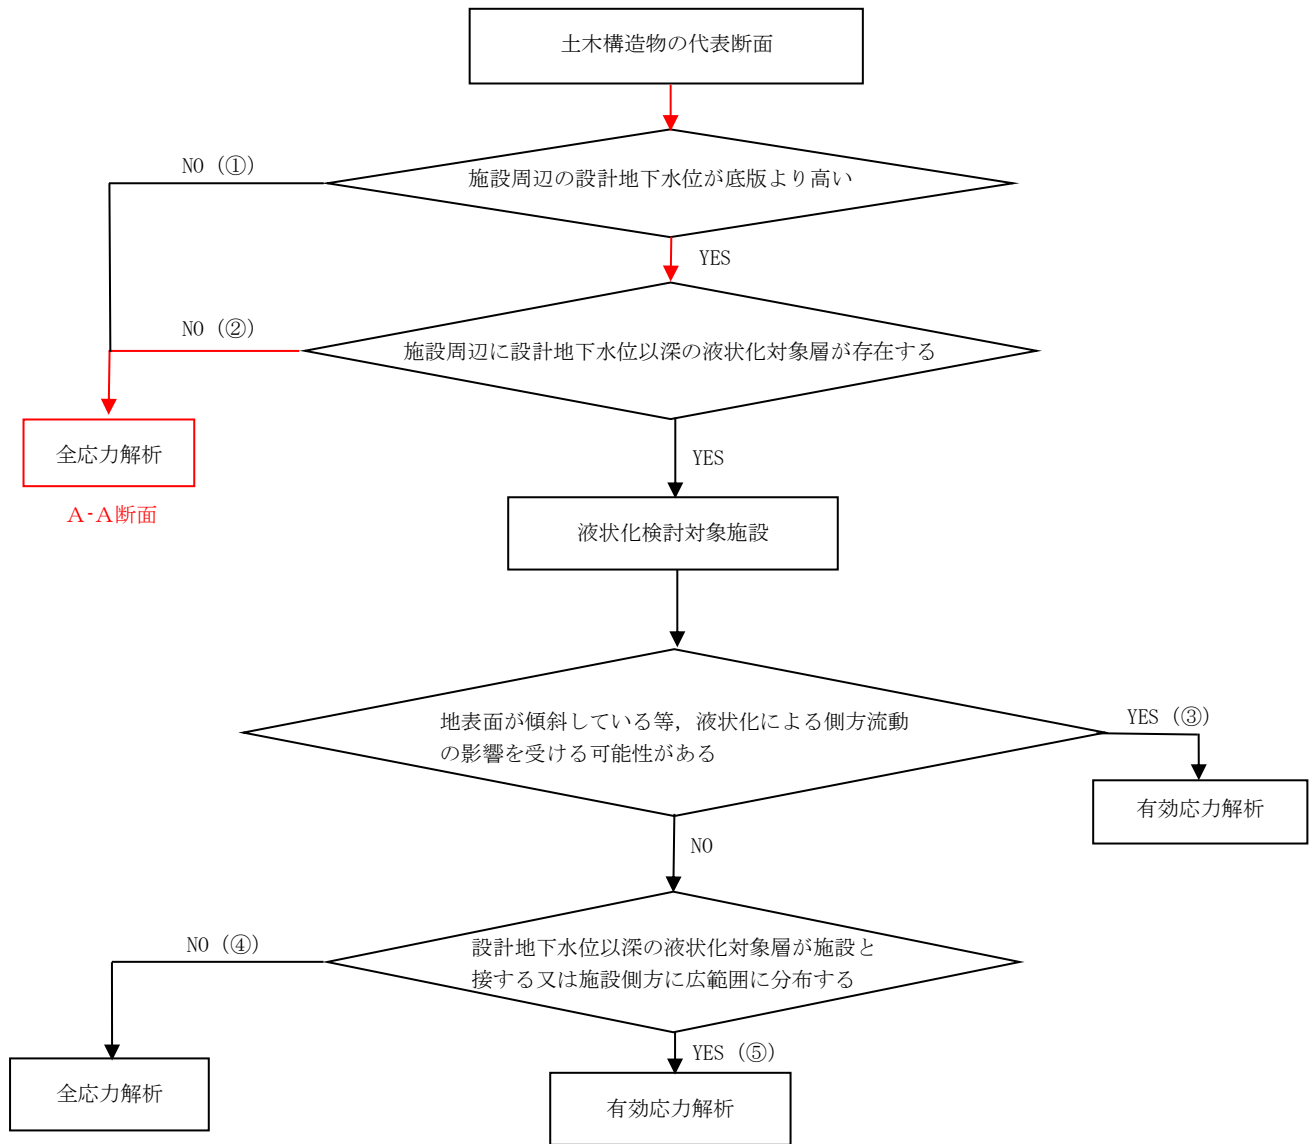 土木構造物の代表断面
NO (①)
施設周辺の設計地下水位が底版より高い
YES
NO (②)
施設周辺に設計地下水位以深の液状化対象層が存在する
全応力解析
A-A断面
YES
液状化検討対象施設
地表面が傾斜している等，液状化による側方流動
の影響を受ける可能性がある
YES (③)
有効応力解析
NO
NO (④)
設計地下水位以深の液状化対象層が施設と
接する又は施設側方に広範囲に分布する
全応力解析
YES (⑤)
有効応力解析